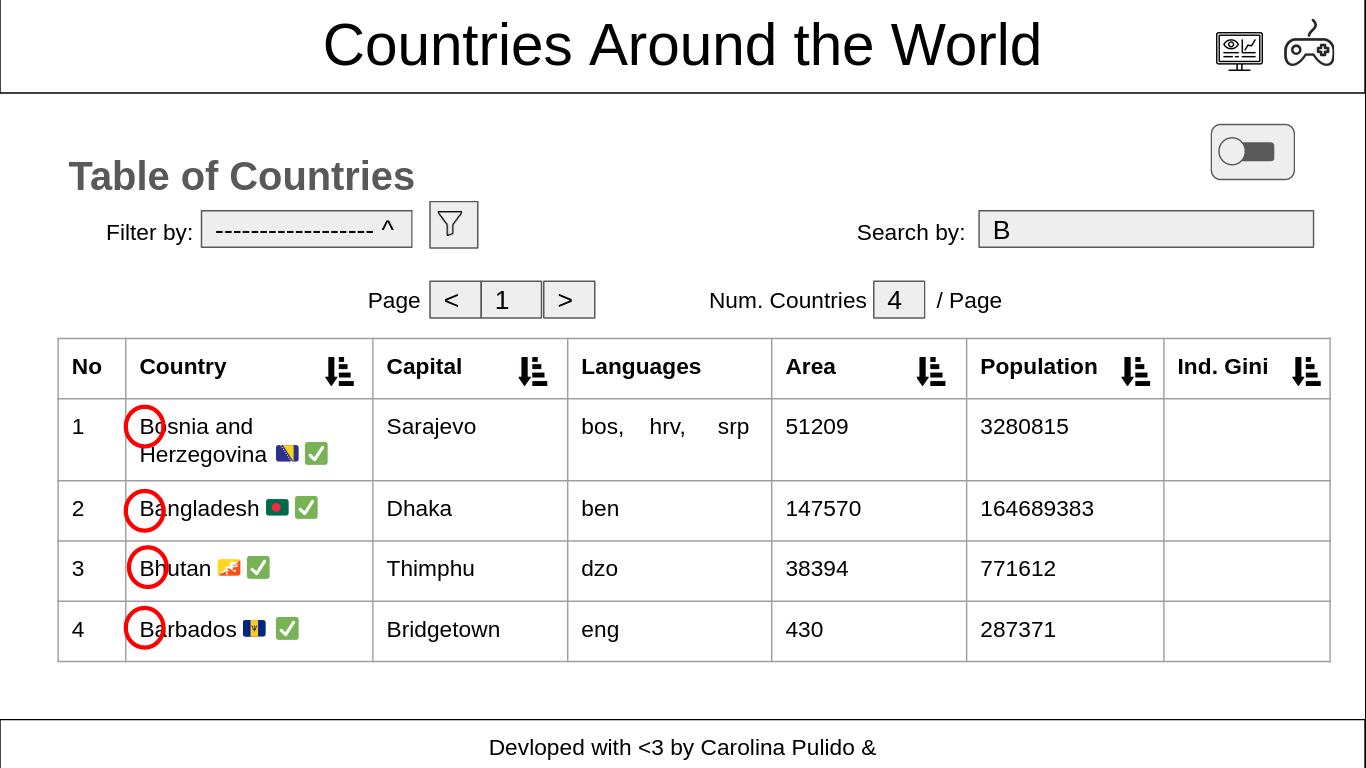 Countries Around the World
Table of Countries
Filter by: ------------------ ^
Search by: B
Page < 1 >
Num. Countries 4 / Page
No Country Capital Languages Area Population Ind. Gini
1 Bosnia and Herzegovina Sarajevo bos, hrv, srp 51209 3280815
2 Bangladesh Dhaka ben 147570 164689383
3 Bhutan Thimphu dzo 38394 771612
4 Barbados Bridgetown eng 430 287371
Devloped with <3 by Carolina Pulido &